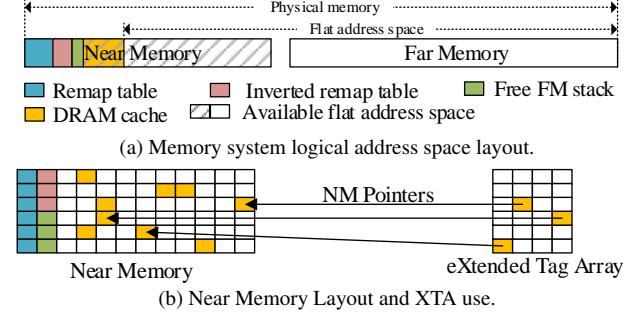 Physical memory
Flat address space
Near Memory Far Memory
Remap table Inverted remap table Free FM stack
DRAM cache Available flat address space
(a) Memory system logical address space layout.
NM Pointers
Near Memory eXtended Tag Array
(b) Near Memory Layout and XTA use.